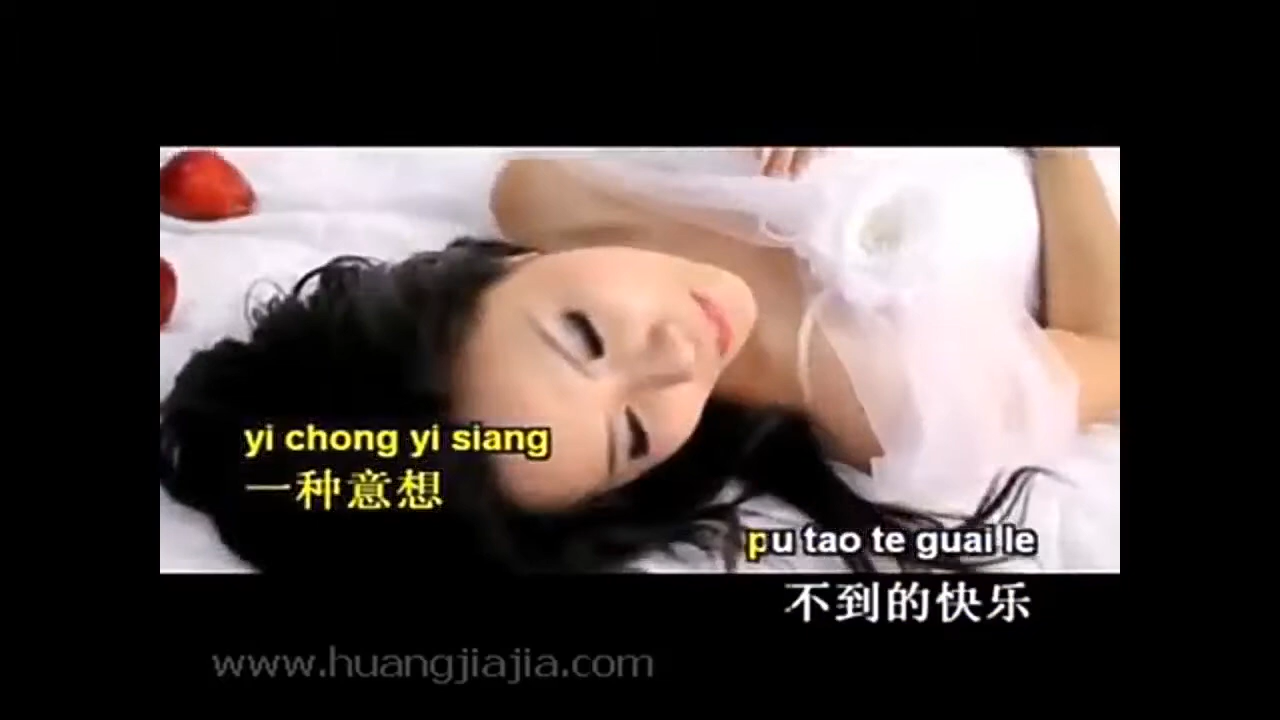 yi chong yi siang
一种意想
pu tao te guai le
不到的快乐
www.huangjiajia.com